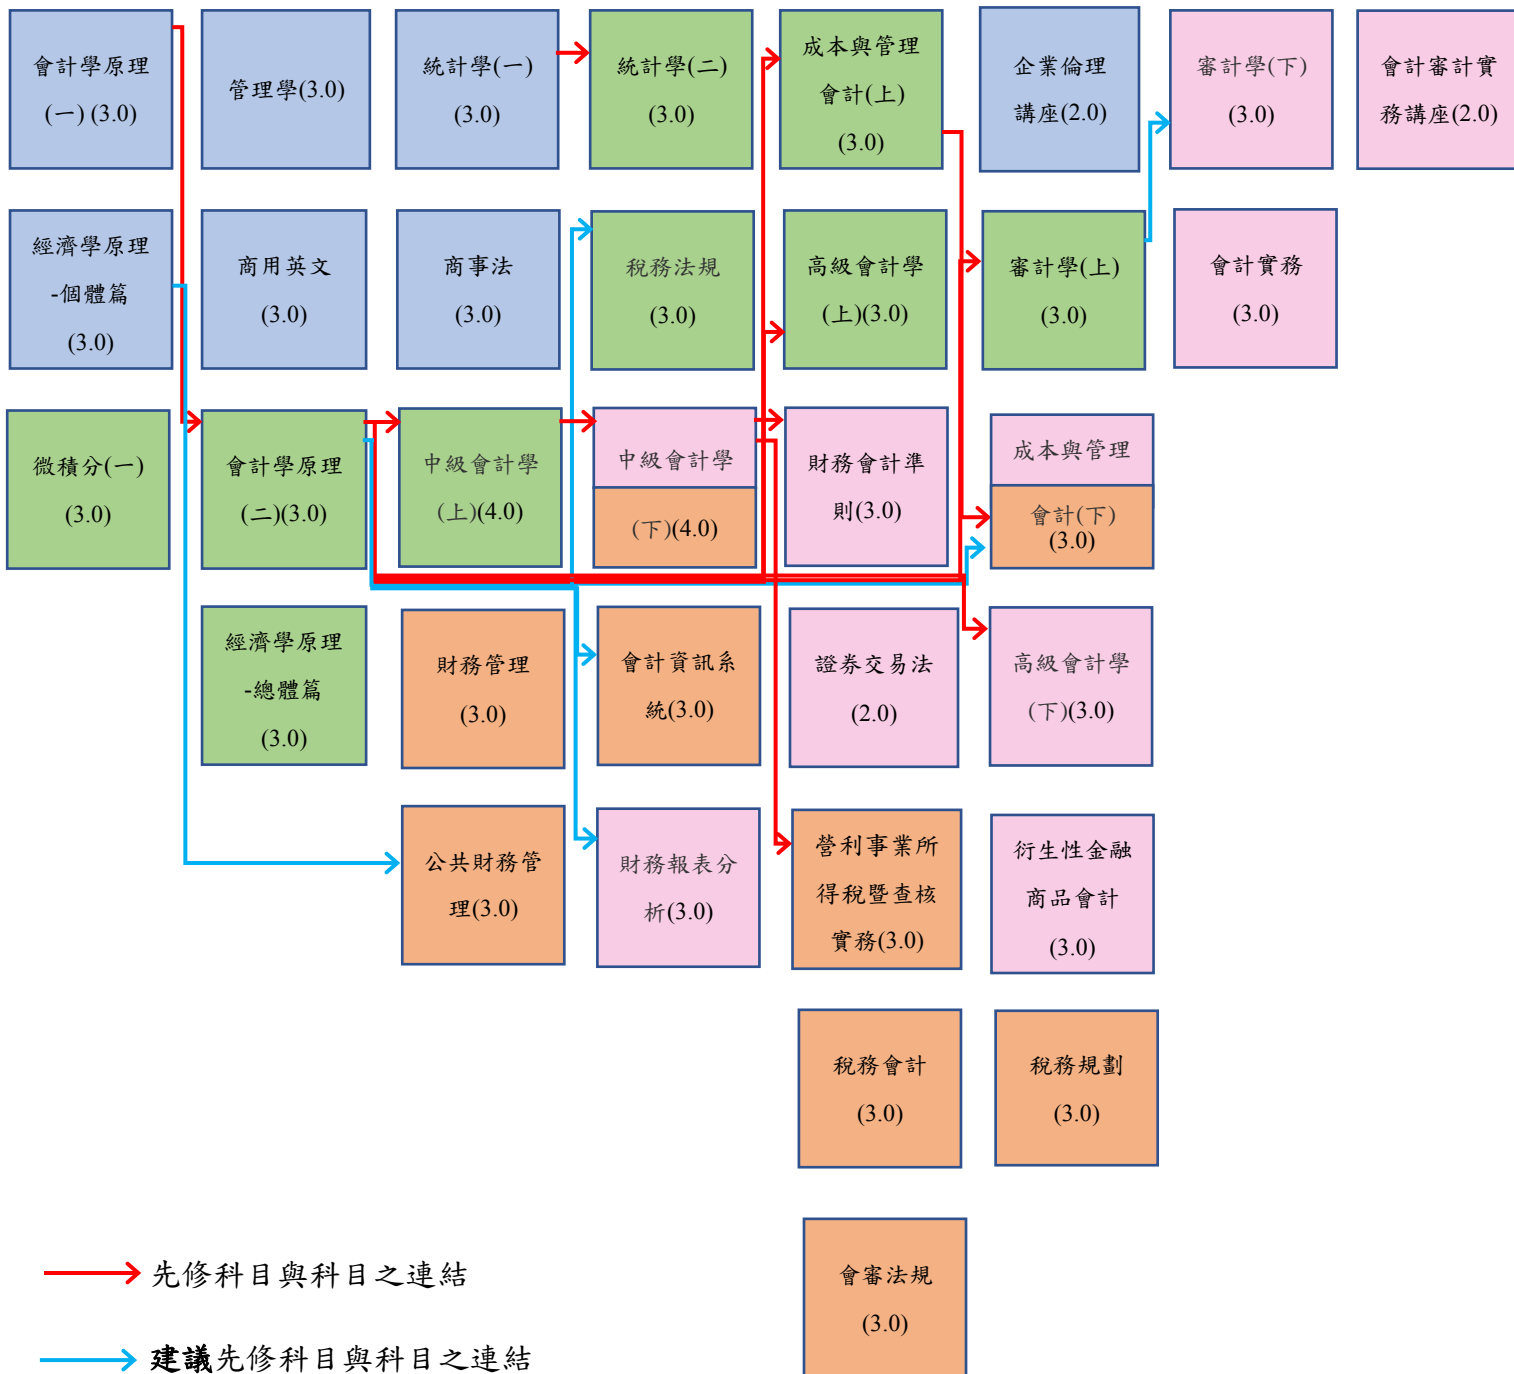 會計學原理
(一) (3.0)
管理學(3.0)
統計學(一)
(3.0)
統計學(二)
(3.0)
成本與管理
會計(上)
(3.0)
企業倫理
講座(2.0)
審計學(下)
(3.0)
會計審計實
務講座(2.0)
經濟學原理
-個體篇
(3.0)
商用英文
(3.0)
商事法
(3.0)
稅務法規
(3.0)
高級會計學
(上)(3.0)
審計學(上)
(3.0)
會計實務
(3.0)
微積分(一)
(3.0)
會計學原理
(二)(3.0)
中級會計學
(上)(4.0)
中級會計學
(下)(4.0)
財務會計準
則(3.0)
成本與管理
會計(下)
(3.0)
經濟學原理
-總體篇
(3.0)
財務管理
(3.0)
會計資訊系
統(3.0)
證券交易法
(2.0)
高級會計學
(下)(3.0)
公共財務管
理(3.0)
財務報表分
析(3.0)
營利事業所
得稅暨查核
實務(3.0)
衍生性金融
商品會計
(3.0)
稅務會計
(3.0)
稅務規劃
(3.0)
會審法規
(3.0)
先修科目與科目之連結
建議先修科目與科目之連結